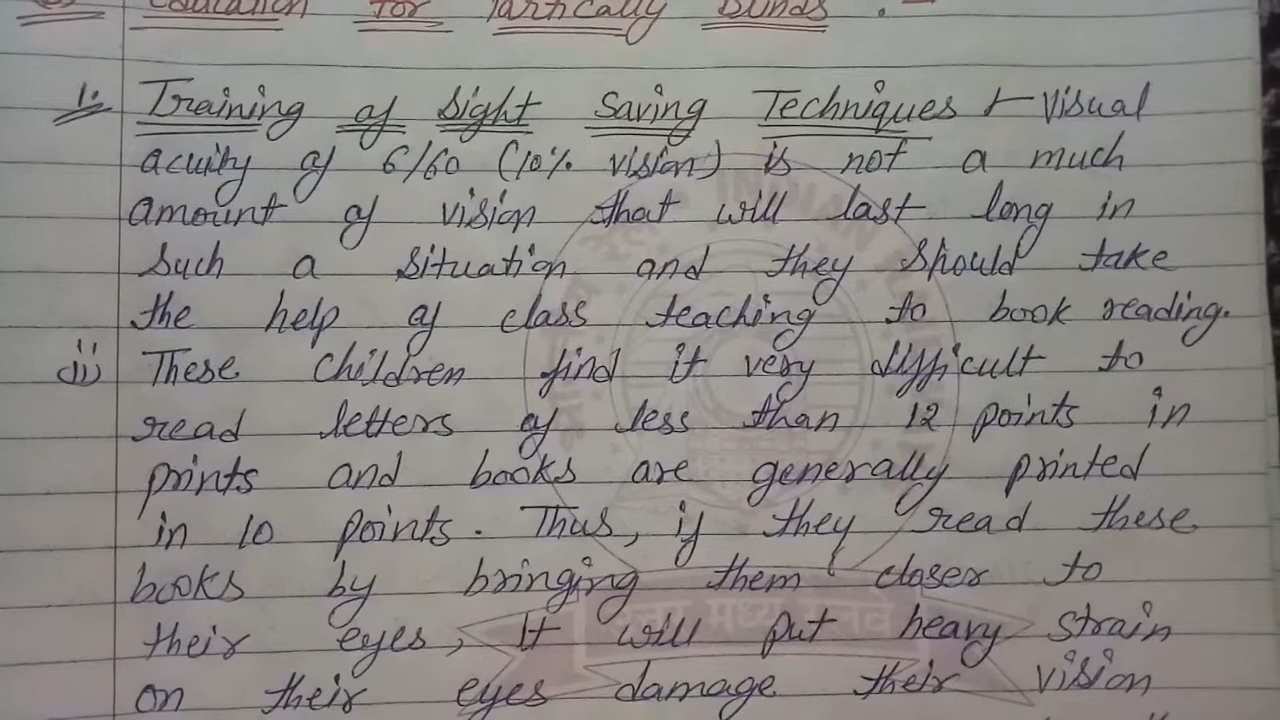 Education for Partically Blinds :-
1. Training of Sight Saving Techniques :- Visual
acuity of 6/60 (10% vision) is not a much
amount of vision that will last long in
such a situation and they should take
the help of class teaching to book reading.
ii) These children find it very difficult to
read letters of less than 12 points in
prints and books are generally printed
in 10 points. Thus, if they read these
books by bringing them closer to
their eyes, It will put heavy strain
on their eyes damage their vision